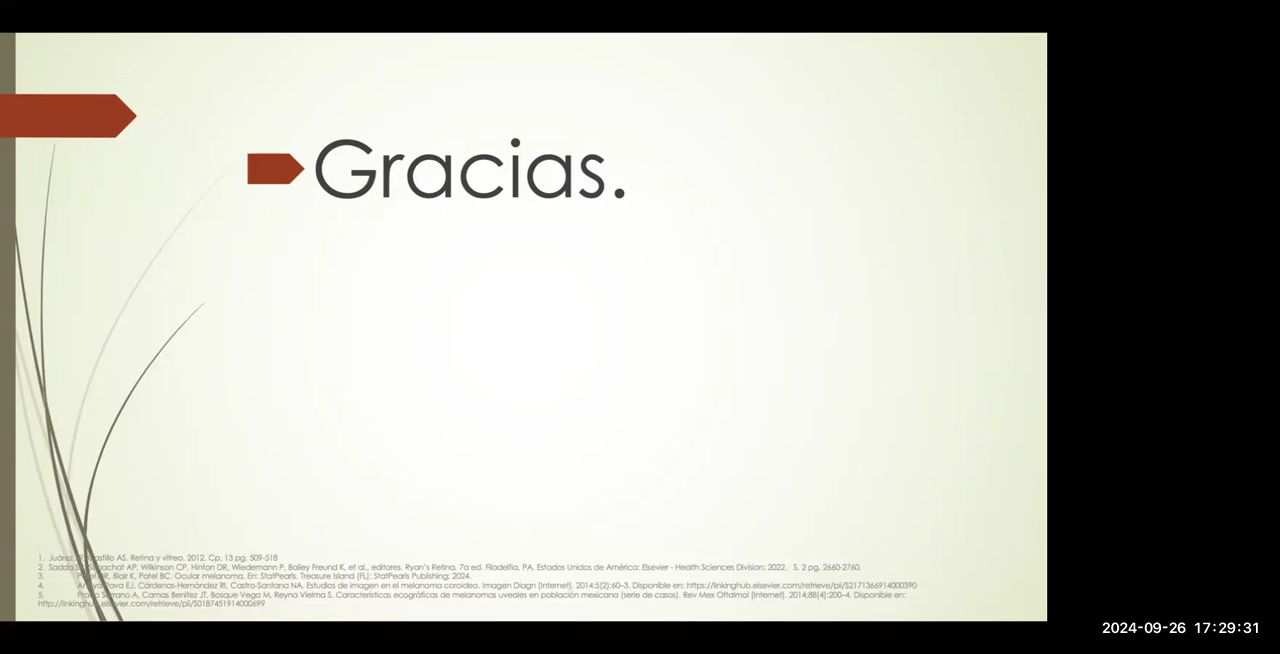 Gracias.
1. Juárez Castillo AS. Retina y vítreo. 2012. Cp. 13 pg. 509-518
2. Sadda Schachat AP, Wilkinson CP, Hinton DR, Wiedemann P, Bailey Freund K, et al., editores. Ryan's Retina. 7a ed. Filadelfia, PA, Estados Unidos de América: Elsevier - Health Sciences Division; 2022. S. 2 pg. 2660-2760.
3. Patel BR, Blair K, Patel BC. Ocular melanoma. En: StatPearls. Treasure Island (FL): StatPearls Publishing; 2024.
4. Pava EJ, Cárdenas-Hernández RI, Castro-Santana NA. Estudios de imagen en el melanoma coroideo. Imagen Diagn [Internet]. 2014;5(2):60–3. Disponible en: https://linkinghub.elsevier.com/retrieve/pii/S2171366914000390
5. Serrano A, Camas Benítez JT, Bosque Vega M, Reyna Vielma S. Características ecográficas de melanomas uveales en población mexicana (serie de casos). Rev Mex Oftalmol [Internet]. 2014;88(4):200–4. Disponible en:
http://linkinghub.elsevier.com/retrieve/pii/S0187451914000699
2024-09-26 17:29:31